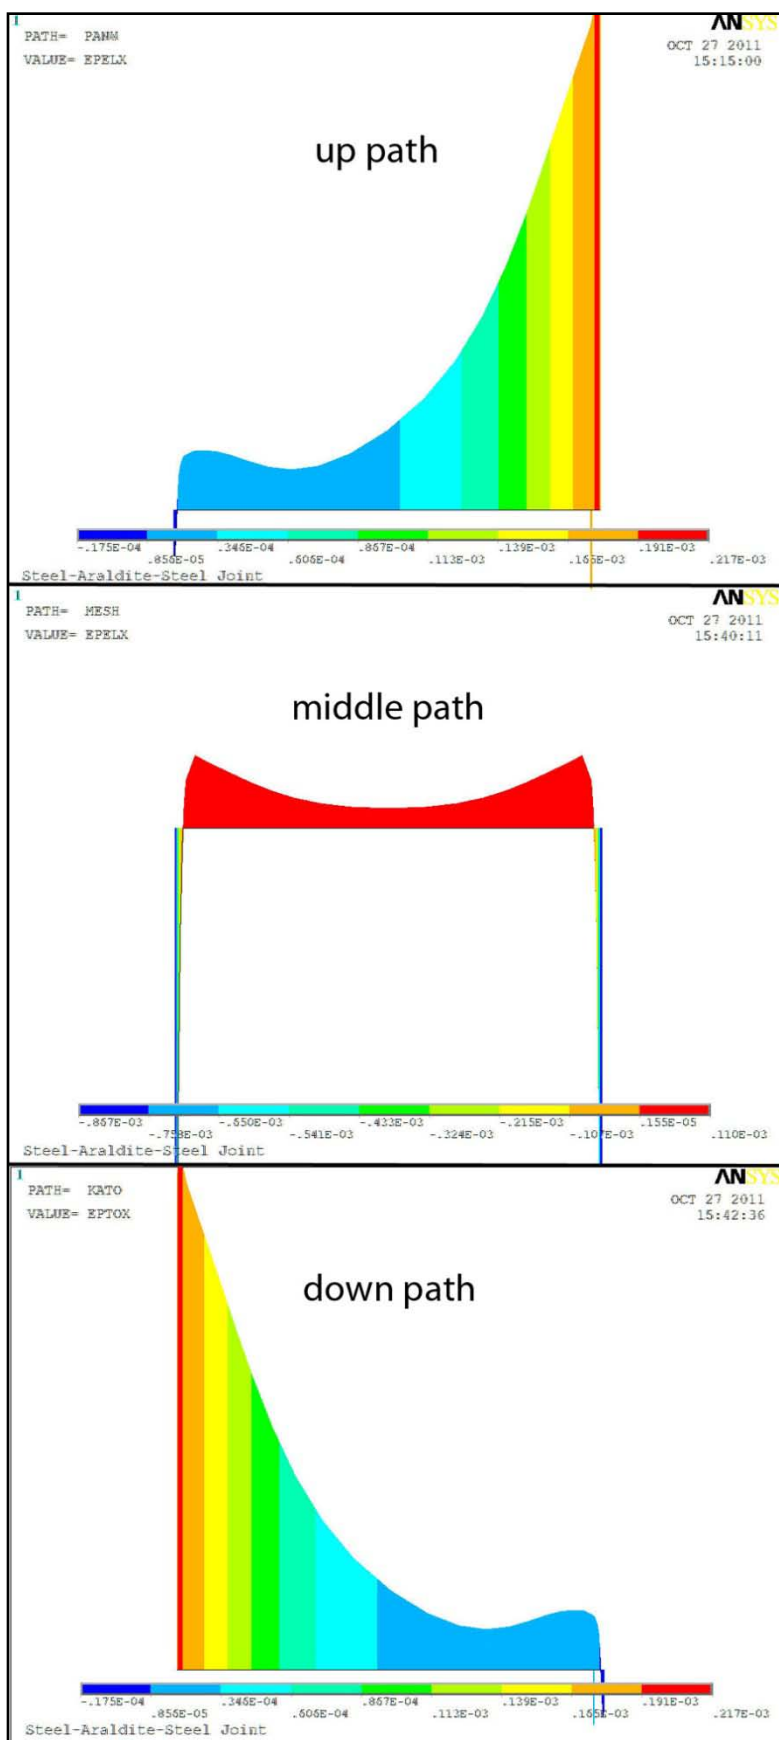 1
ANSYS
PATH= PANW
OCT 27 2011
VALUE= EPELX
15:15:00
up path
-.175E-04 .346E-04 .867E-04 .139E-03 .191E-03
.856E-05 .606E-04 .113E-03 .165E-03 .217E-03
Steel-Araldite-Steel Joint
1
ANSYS
PATH= MESH
OCT 27 2011
VALUE= EPELX
15:40:11
middle path
-.867E-03 -.650E-03 -.433E-03 -.215E-03 .155E-05
-.758E-03 -.541E-03 -.324E-03 -.107E-03 .110E-03
Steel-Araldite-Steel Joint
1
ANSYS
PATH= KATO
OCT 27 2011
VALUE= EPTOX
15:42:36
down path
-.175E-04 .346E-04 .867E-04 .139E-03 .191E-03
.856E-05 .606E-04 .113E-03 .165E-03 .217E-03
Steel-Araldite-Steel Joint